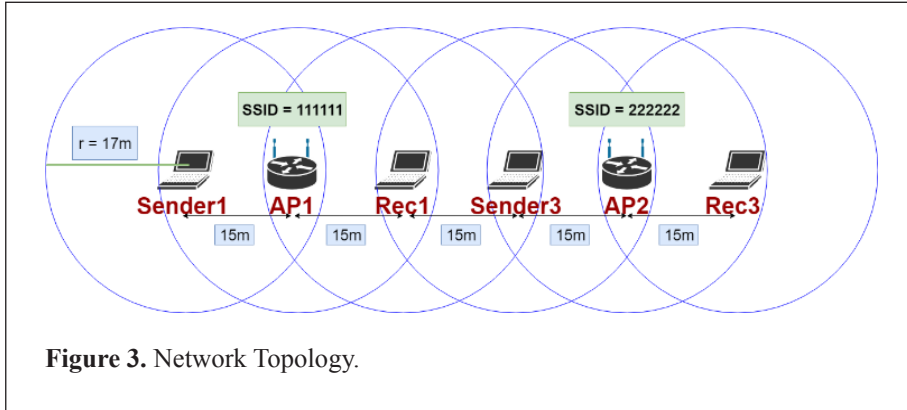 SSID = 111111 SSID = 222222
r = 17m
Sender1 AP1 Rec1 Sender3 AP2 Rec3
15m 15m 15m 15m 15m
Figure 3. Network Topology.